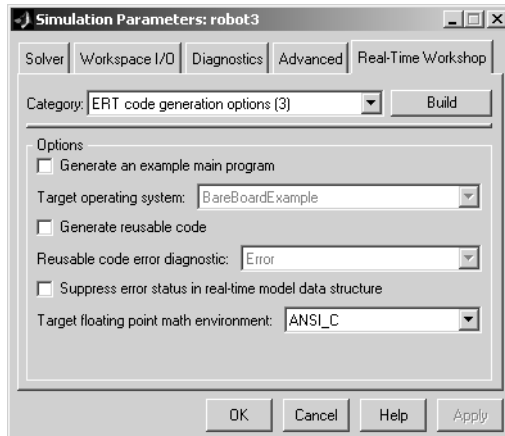 Simulation Parameters: robot3
Solver Workspace I/O Diagnostics Advanced Real-Time Workshop
Category: ERT code generation options (3) Build
Options
Generate an example main program
Target operating system: BareBoardExample
Generate reusable code
Reusable code error diagnostic: Error
Suppress error status in real-time model data structure
Target floating point math environment: ANSI_C
OK Cancel Help Apply